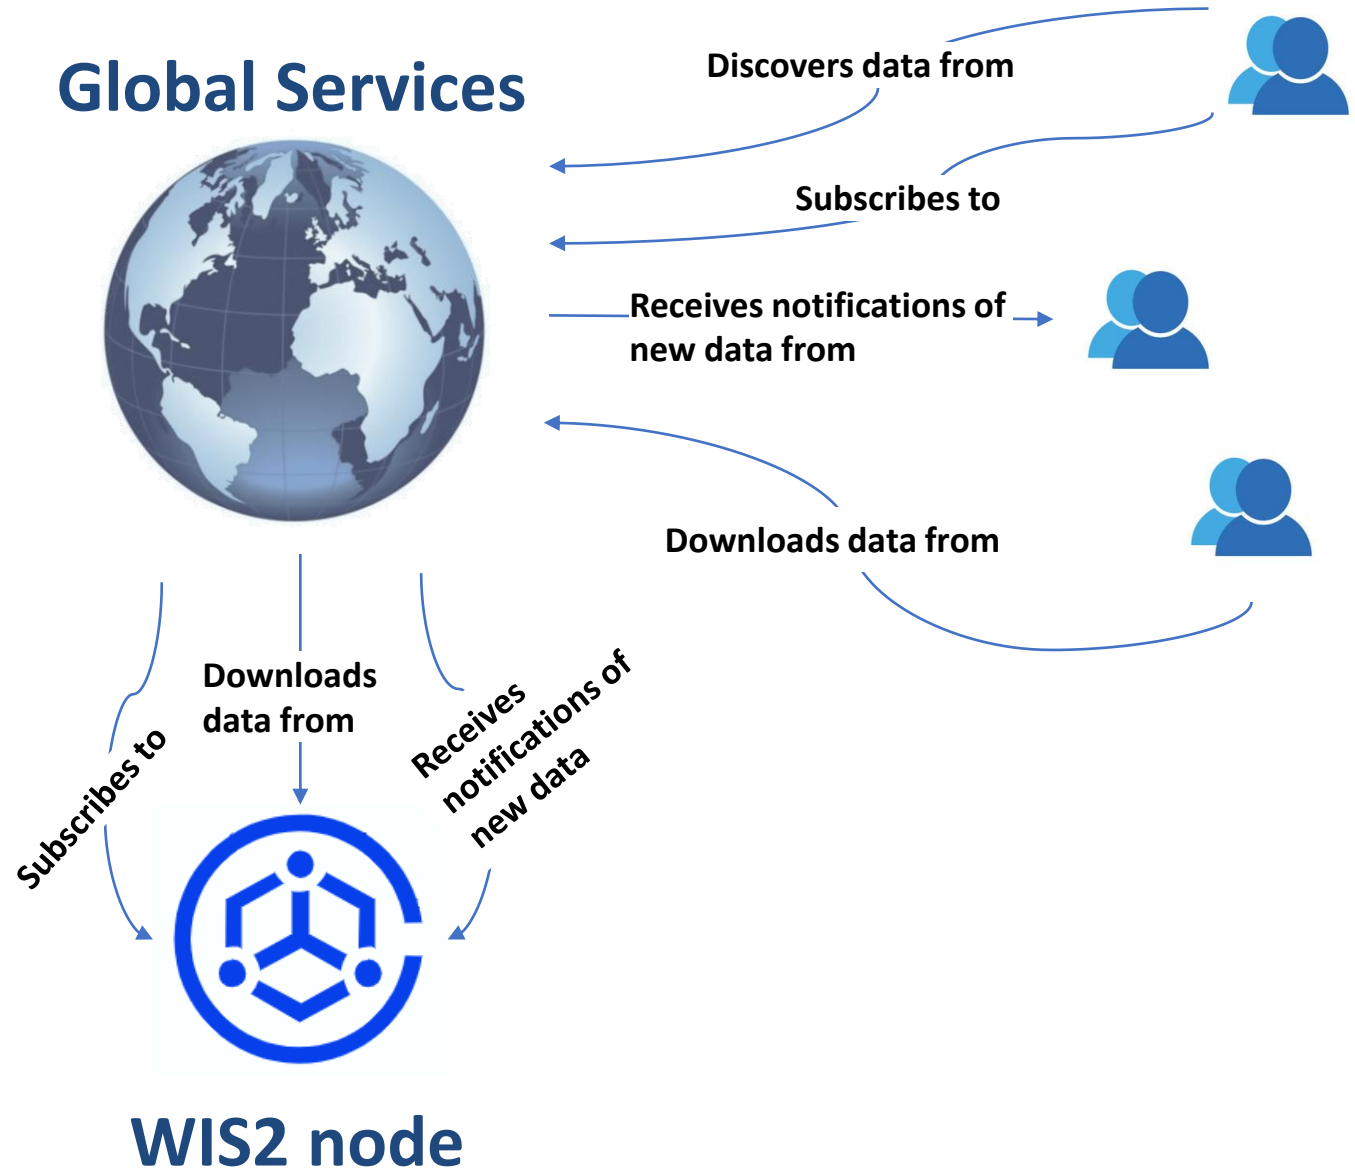 Global Services
Discovers data from
Subscribes to
Receives notifications of
new data from
Downloads data from
Downloads
data from
Subscribes to
Receives
notifications of
new data
WIS2 node